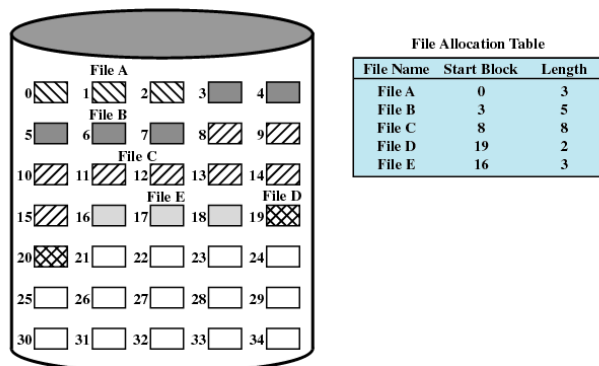 File Allocation Table
File Name Start Block Length
File A 0 3
File B 3 5
File C 8 8
File D 19 2
File E 16 3
File A
0 1 2 3 4
File B
5 6 7 8 9
File C
10 11 12 13 14
File E File D
15 16 17 18 19
20 21 22 23 24
25 26 27 28 29
30 31 32 33 34